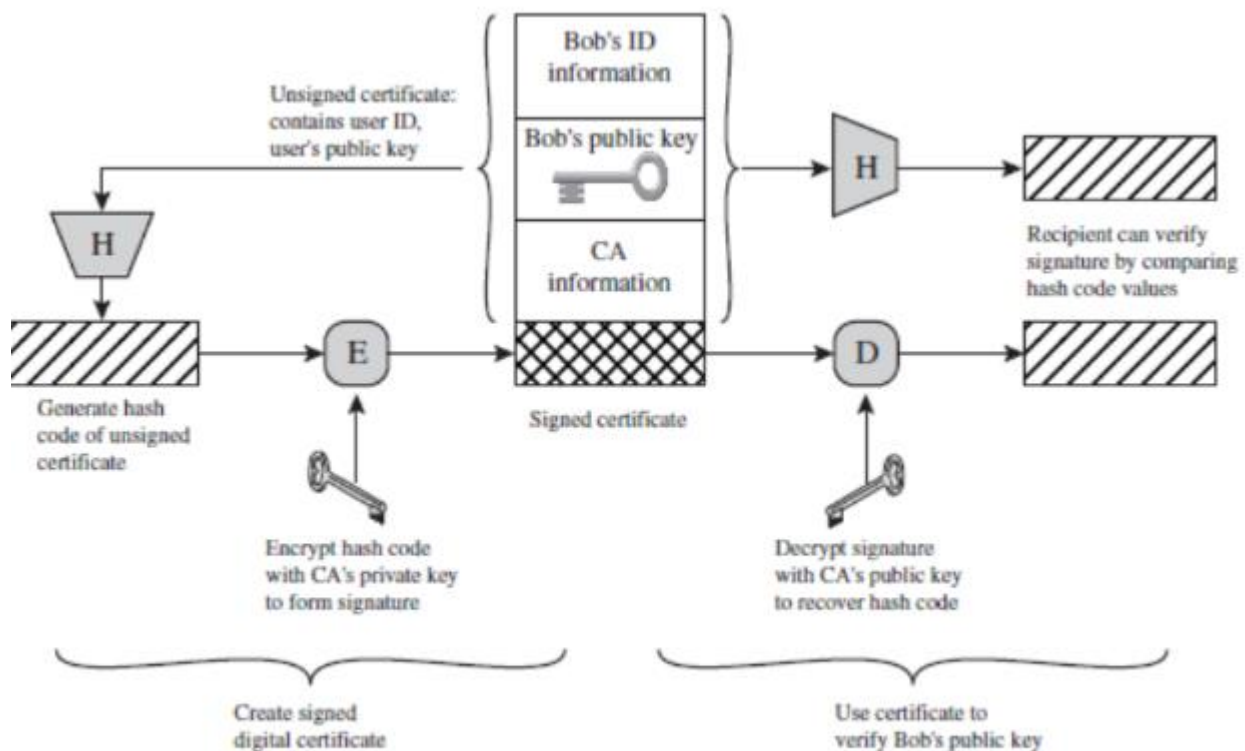 Bob's ID
information
Unsigned certificate:
contains user ID,
user's public key
Bob's public key
H
H
CA
information
Recipient can verify
signature by comparing
hash code values
E
D
Generate hash
code of unsigned
certificate
Signed certificate
Encrypt hash code
with CA's private key
to form signature
Decrypt signature
with CA's public key
to recover hash code
Create signed
digital certificate
Use certificate to
verify Bob's public key